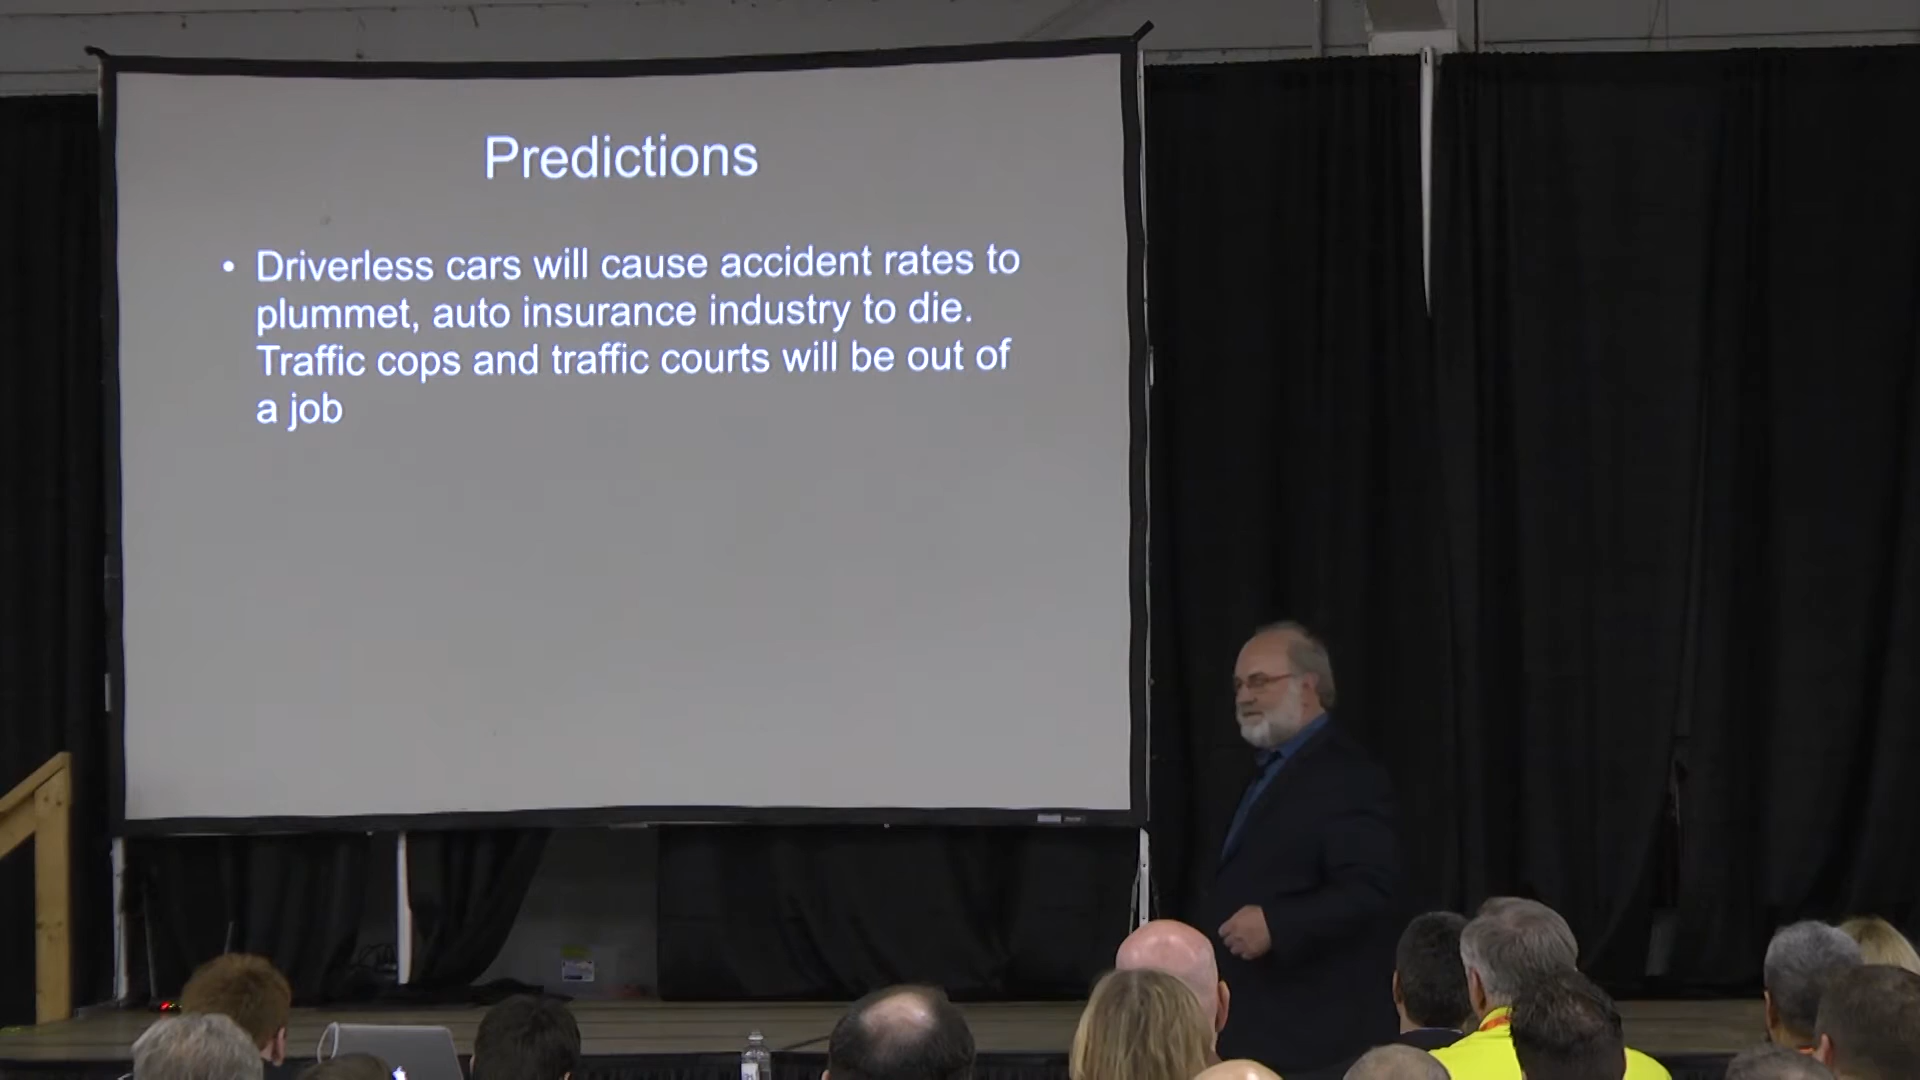 Predictions
• Driverless cars will cause accident rates to
plummet, auto insurance industry to die.
Traffic cops and traffic courts will be out of
a job